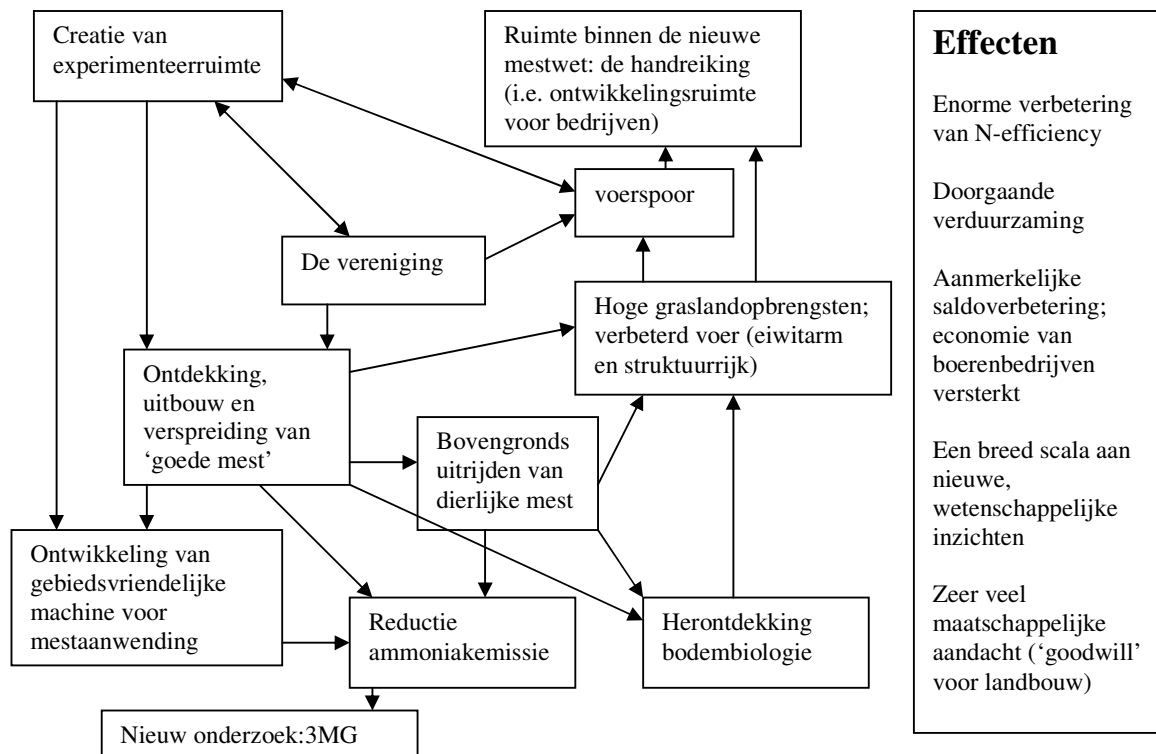 Creatie van
experimenteerruimte
Ruimte binnen de nieuwe
mestwet: de handreiking
(i.e. ontwikkelingsruimte
voor bedrijven)
voerspoor
De vereniging
Hoge graslandopbrengsten;
verbeterd voer (eiwitarm
en struktuurrijk)
Ontdekking,
uitbouw en
verspreiding van
‘goede mest’
Bovengronds
uitrijden van
dierlijke mest
Ontwikkeling van
gebiedsvriendelijke
machine voor
mestaanwending
Reductie
ammoniakemissie
Herontdekking
bodembiologie
Nieuw onderzoek:3MG
Effecten
Enorme verbetering
van N-efficiency
Doorgaande
verduurzaming
Aanmerkelijke
saldoverbetering;
economie van
boerenbedrijven
versterkt
Een breed scala aan
nieuwe,
wetenschappelijke
inzichten
Zeer veel
maatschappelijke
aandacht (‘goodwill’
voor landbouw)